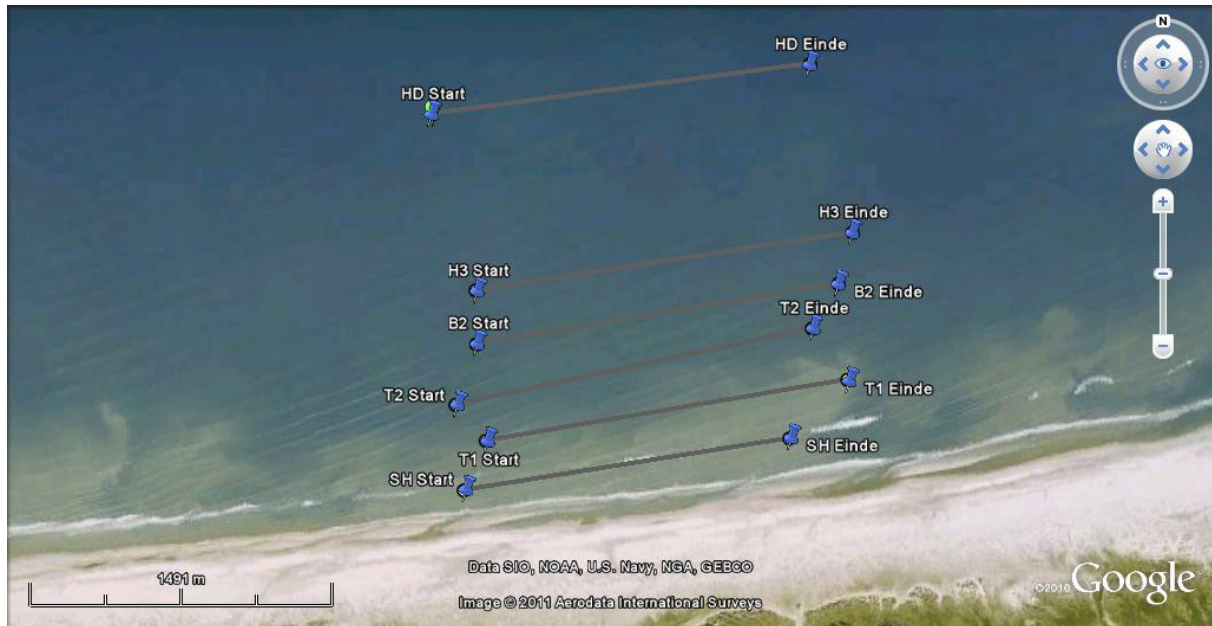 N
HD Einde
HD Start
H3 Einde
H3 Start
B2 Einde
T2 Einde
B2 Start
T2 Start
T1 Einde
T1 Start
SH Einde
SH Start
Data SIO, NOAA, U.S. Navy, NGA, GEBCO
1491 m
©2010 Google
Image © 2011 Aerodata International Surveys